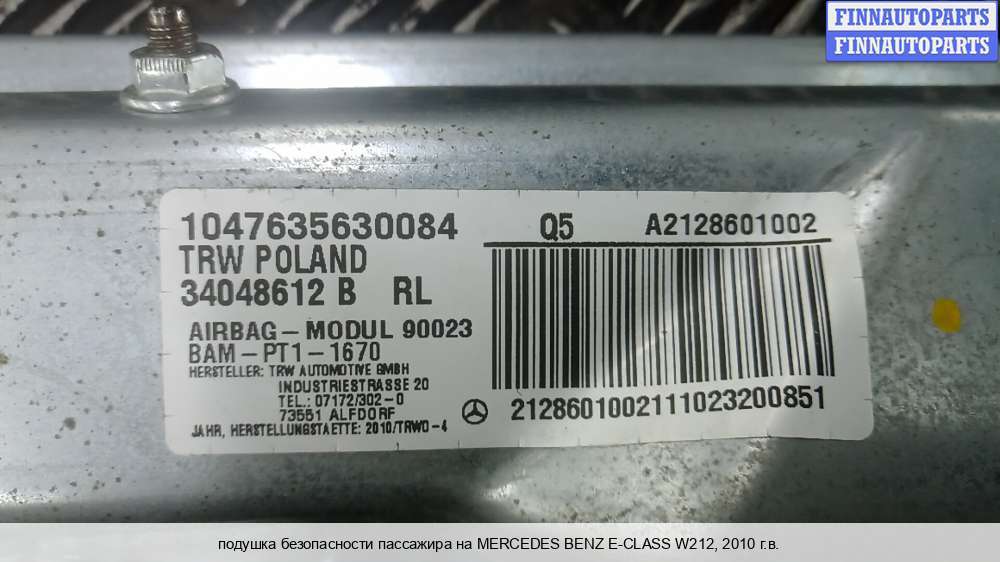 FINNAUTOPARTS
FINNAUTOPARTS
1047635630084
TRW POLAND
34048612 B RL
AIRBAG-MODUL 90023
BAM-PT1-1670
HERSTELLER: TRW AUTOMOTIVE GMBH
INDUSTRIESTRASSE 20
TEL.: 07172/302-0
73551 ALFDORF
JAHR, HERSTELLUNGSTAETTE: 2010/TRWO-4
Q5 A2128601002
2128601002111023200851
подушка безопасности пассажира на MERCEDES BENZ E-CLASS W212, 2010 г.в.